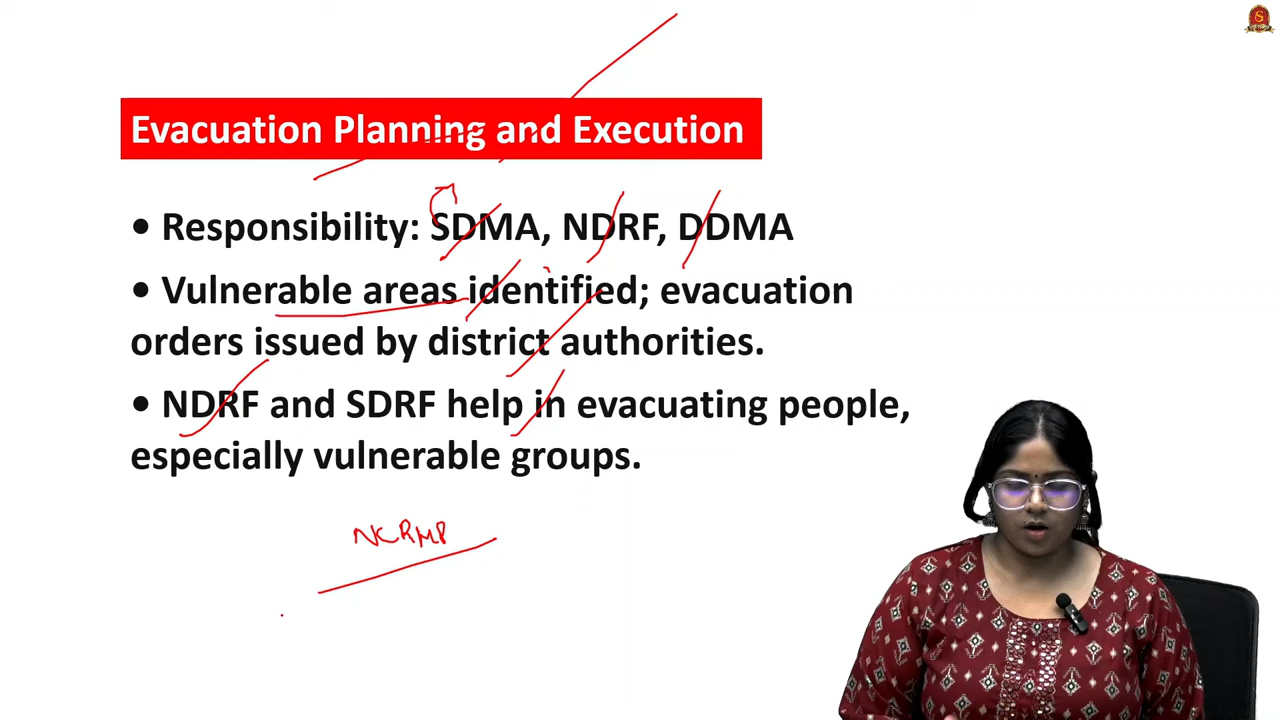 Evacuation Planning and Execution
• Responsibility: SDMA, NDRF, DDMA
• Vulnerable areas identified; evacuation
orders issued by district authorities.
• NDRF and SDRF help in evacuating people,
especially vulnerable groups.
NCRMP